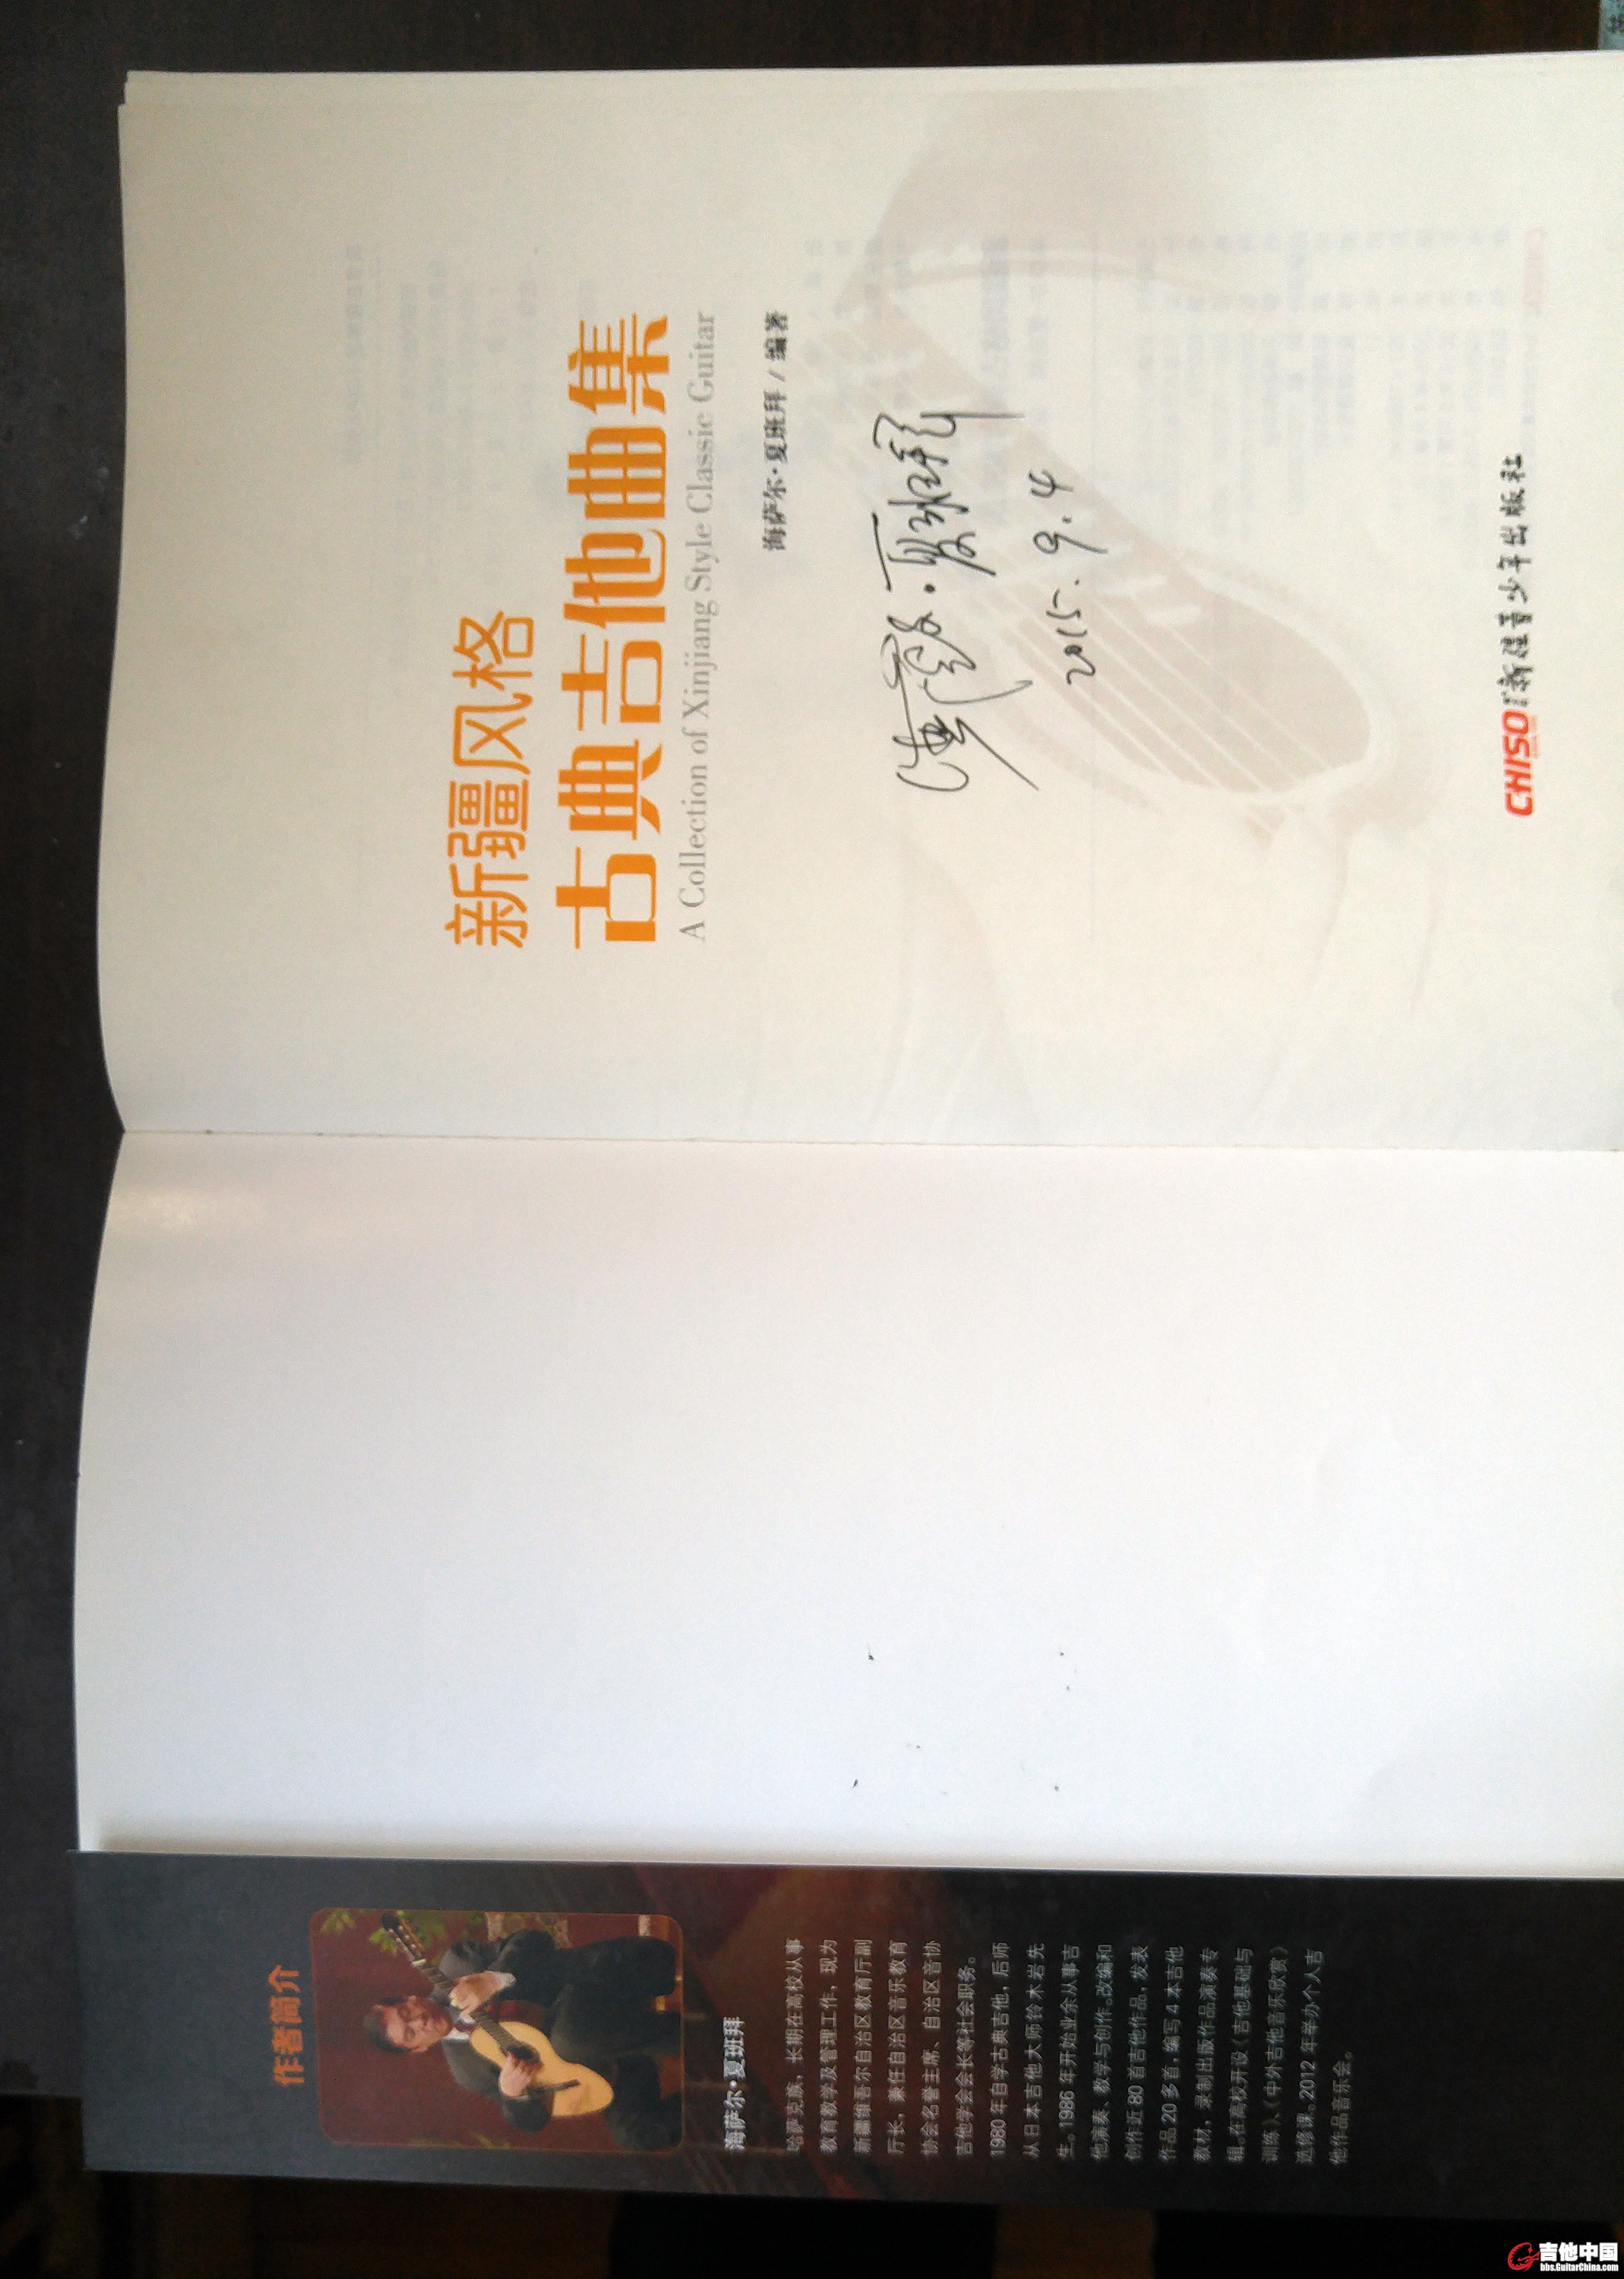 作者简介
海萨尔·夏班拜
哈萨克族，长期在高校从事
教育教学及管理工作，现为
新疆维吾尔自治区教育厅副
厅长，兼任自治区音乐教育
协会名誉主席、自治区音协
吉他学会会长等社会职务。
1980年自学古典吉他，后师
从日本吉他大师铃木岩先
生。1986年开始业余从事吉
他演奏、教学与创作。改编和
创作近80首吉他作品，发表
作品20多首，编写4本吉他
教材，录制出版作品演奏专
辑。在高校开设《吉他基础与
训练》、《中外吉他音乐欣赏》
选修课。2012年举办个人吉
他作品音乐会。
新疆风格
古典吉他曲集
A Collection of Xinjiang Style Classic Guitar
海萨尔·夏班拜 / 编著
海萨尔·夏班拜
2015.9.4
CHISO 新疆青少年出版社
吉他中国
bbs.GuitarChina.com